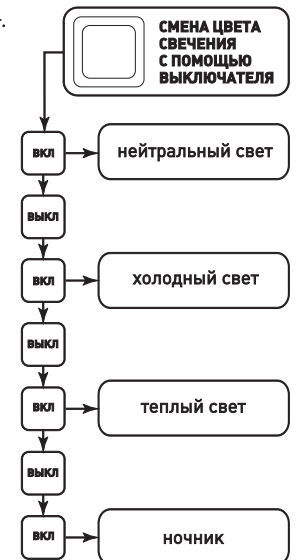 г.
СМЕНА ЦВЕТА
СВЕЧЕНИЯ
С ПОМОЩЬЮ
ВЫКЛЮЧАТЕЛЯ
ВКЛ нейтральный свет
ВЫКЛ
ВКЛ холодный свет
ВЫКЛ
ВКЛ теплый свет
ВЫКЛ
ВКЛ ночник